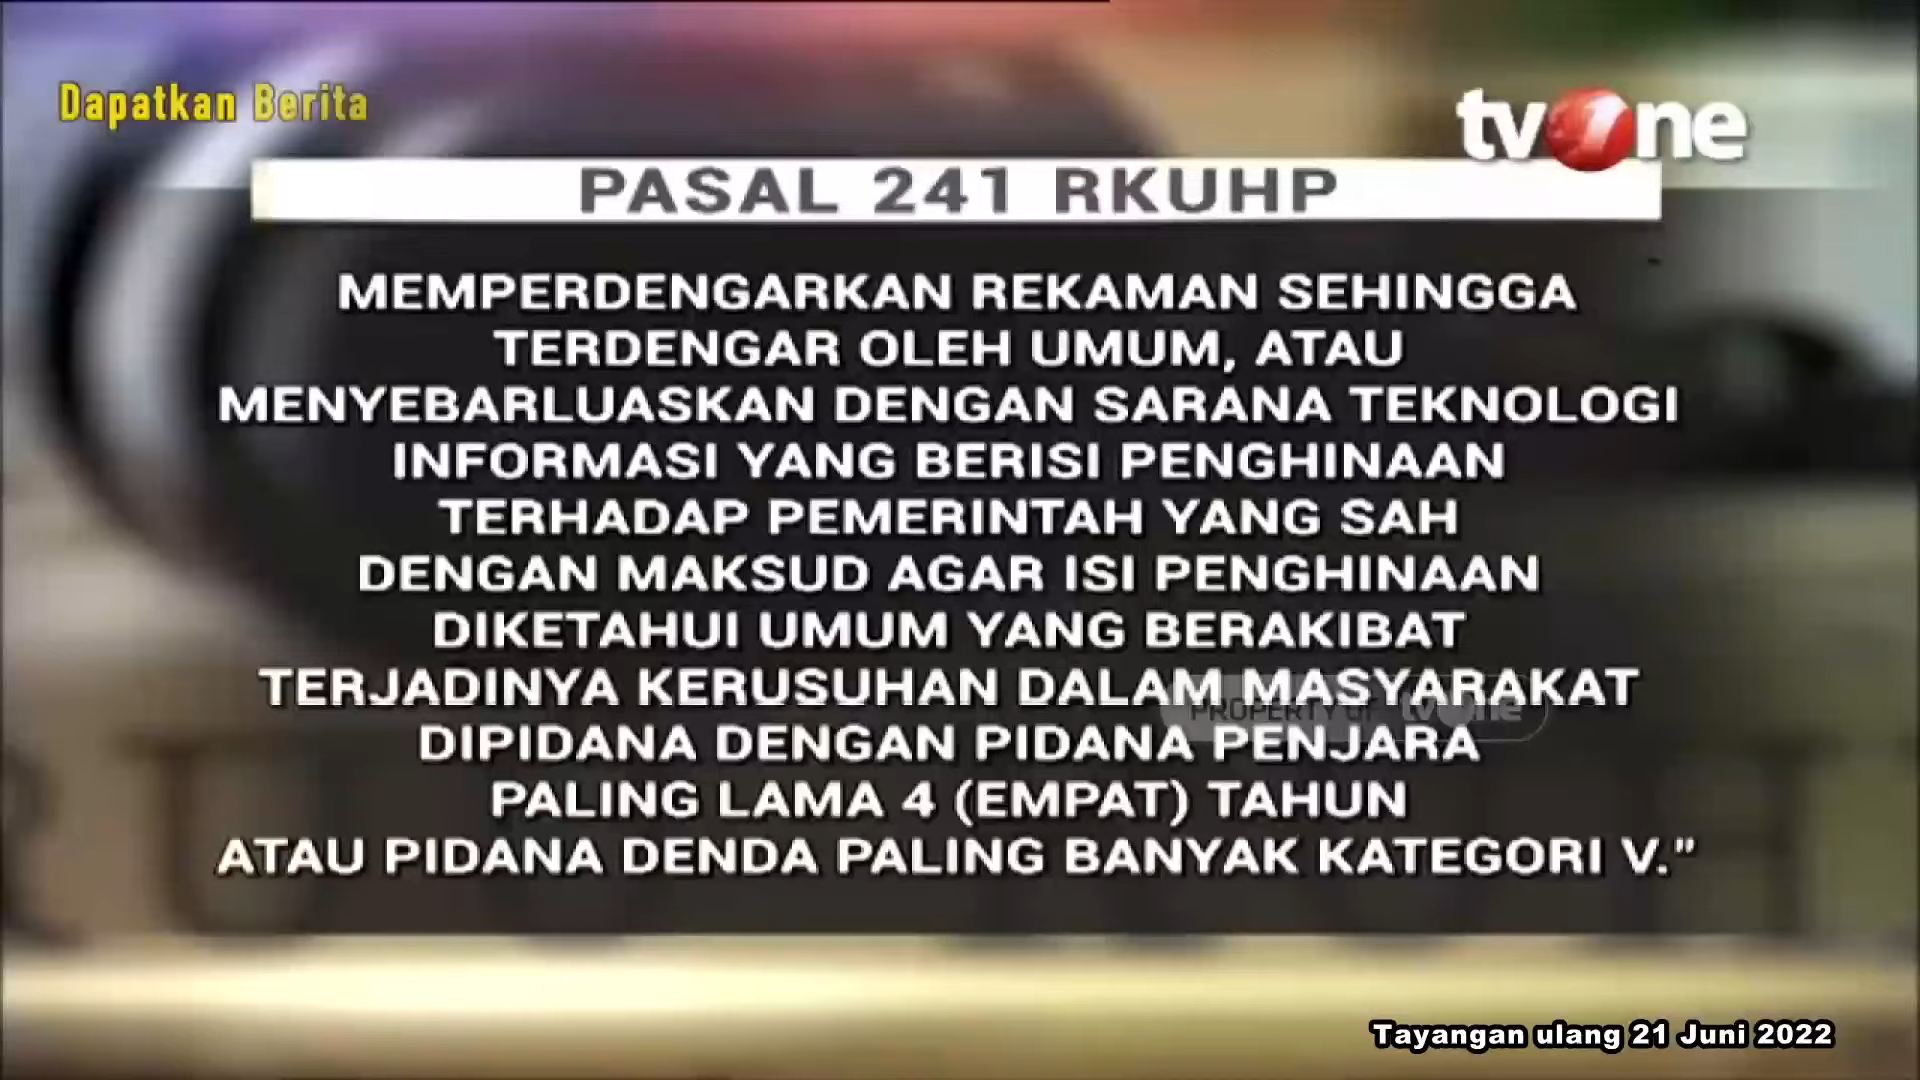 Dapatkan Berita
tvOne
PASAL 241 RKUHP
MEMPERDENGARKAN REKAMAN SEHINGGA
TERDENGAR OLEH UMUM, ATAU
MENYEBARLUASKAN DENGAN SARANA TEKNOLOGI
INFORMASI YANG BERISI PENGHINAAN
TERHADAP PEMERINTAH YANG SAH
DENGAN MAKSUD AGAR ISI PENGHINAAN
DIKETAHUI UMUM YANG BERAKIBAT
TERJADINYA KERUSUHAN DALAM MASYARAKAT
PROPERTY OF tvOne
DIPIDANA DENGAN PIDANA PENJARA
PALING LAMA 4 (EMPAT) TAHUN
ATAU PIDANA DENDA PALING BANYAK KATEGORI V."
Tayangan ulang 21 Juni 2022